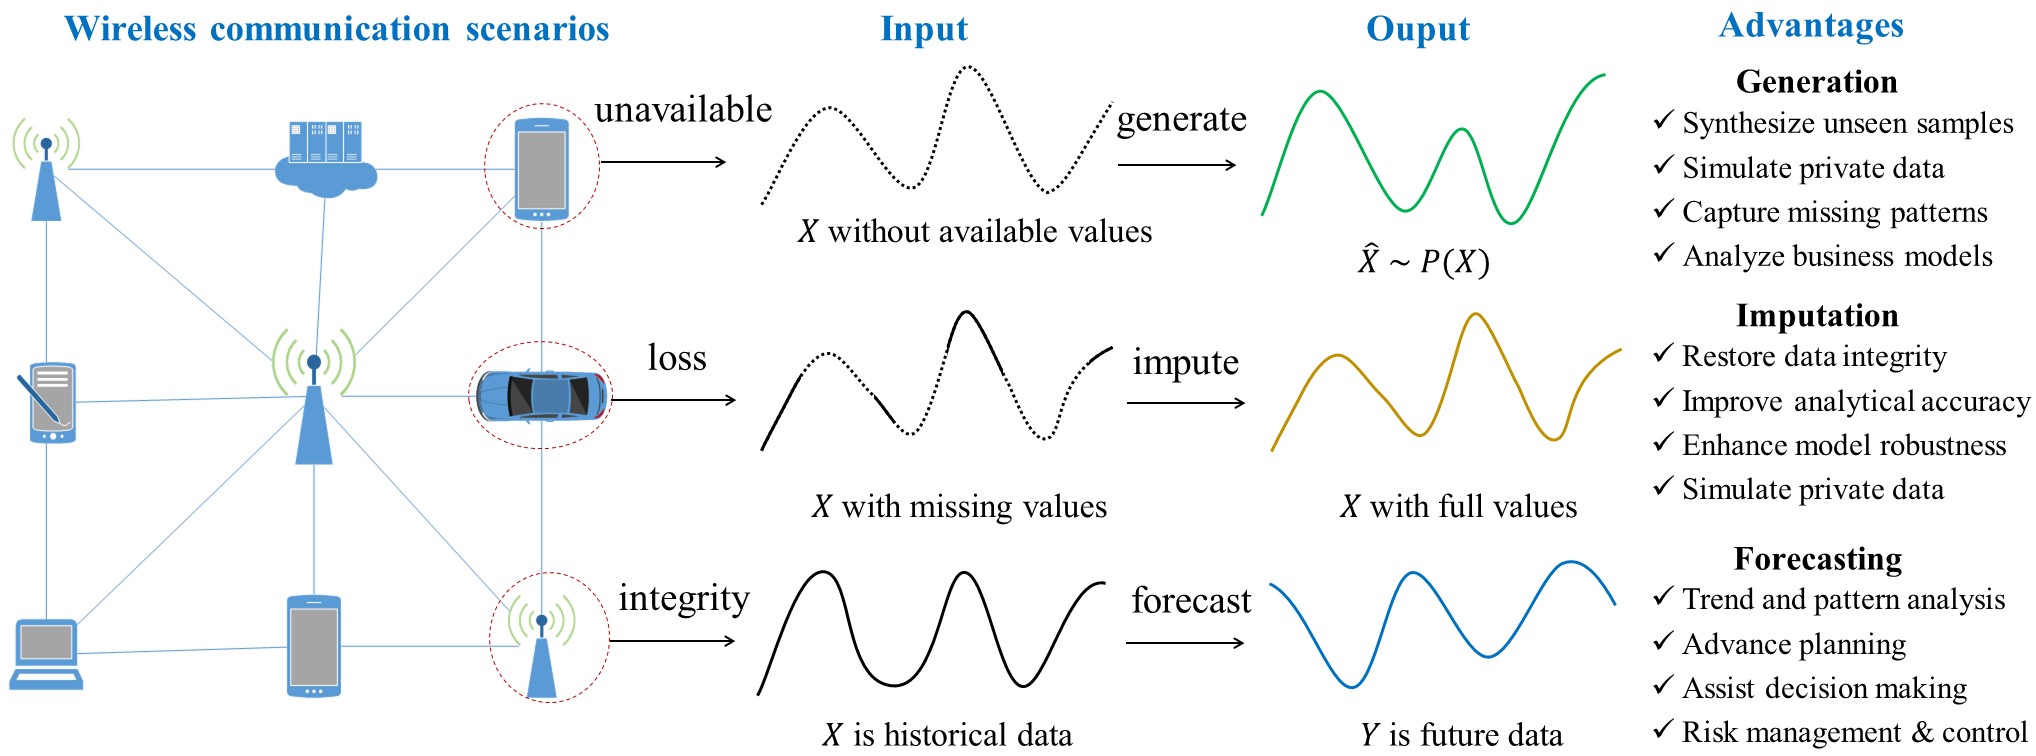 Wireless communication scenarios
Input
Ouput
Advantages
unavailable
X without available values
generate
X̂ ~ P(X)
Generation
✓ Synthesize unseen samples
✓ Simulate private data
✓ Capture missing patterns
✓ Analyze business models
loss
X with missing values
impute
X with full values
Imputation
✓ Restore data integrity
✓ Improve analytical accuracy
✓ Enhance model robustness
✓ Simulate private data
integrity
X is historical data
forecast
Y is future data
Forecasting
✓ Trend and pattern analysis
✓ Advance planning
✓ Assist decision making
✓ Risk management & control